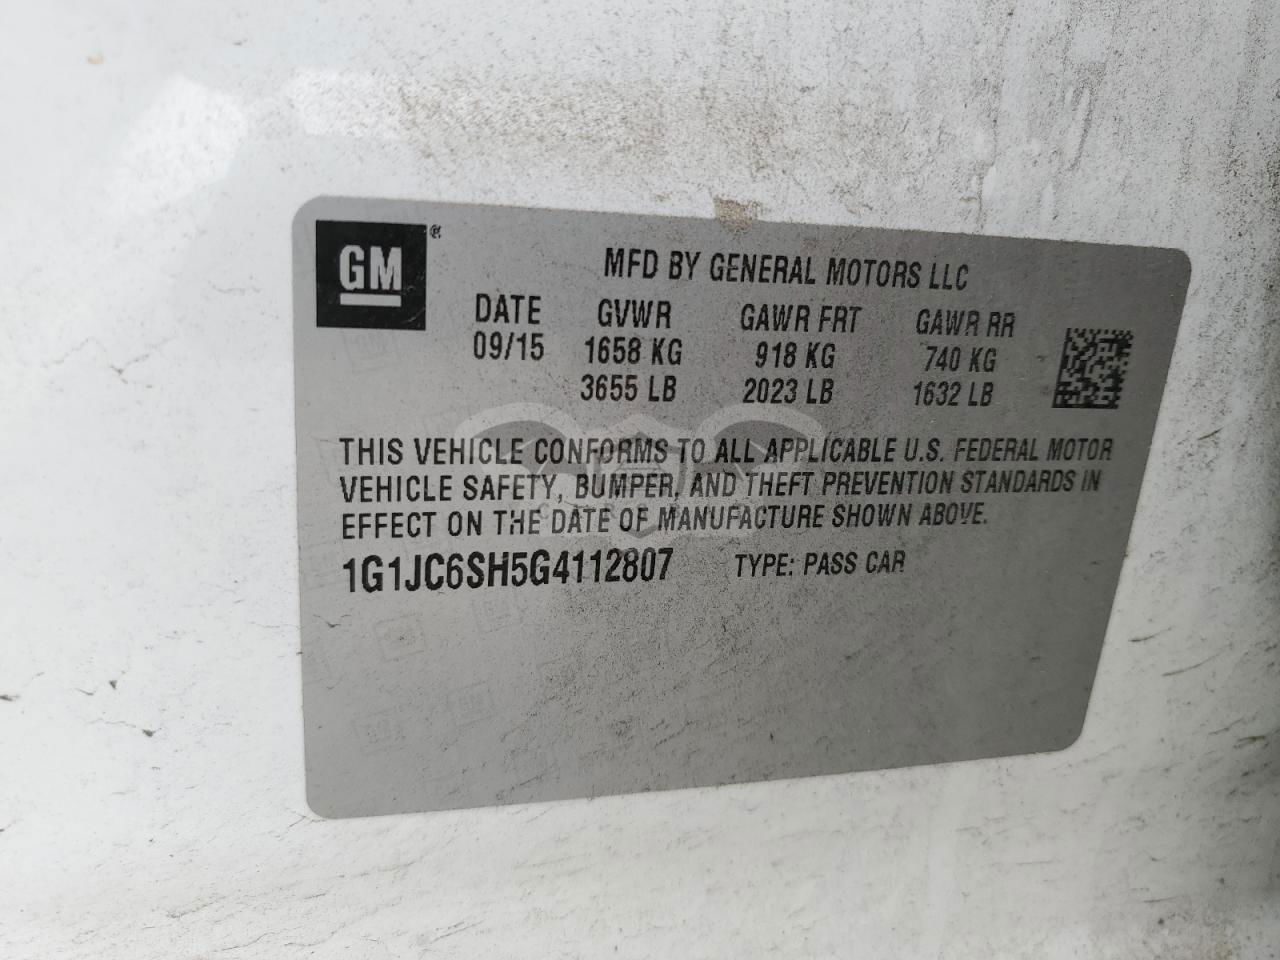 GM®
MFD BY GENERAL MOTORS LLC
DATE GVWR GAWR FRT GAWR RR
09/15 1658 KG 918 KG 740 KG
3655 LB 2023 LB 1632 LB
THIS VEHICLE CONFORMS TO ALL APPLICABLE U.S. FEDERAL MOTOR
VEHICLE SAFETY, BUMPER, AND THEFT PREVENTION STANDARDS IN
EFFECT ON THE DATE OF MANUFACTURE SHOWN ABOVE.
1G1JC6SH5G4112807 TYPE: PASS CAR